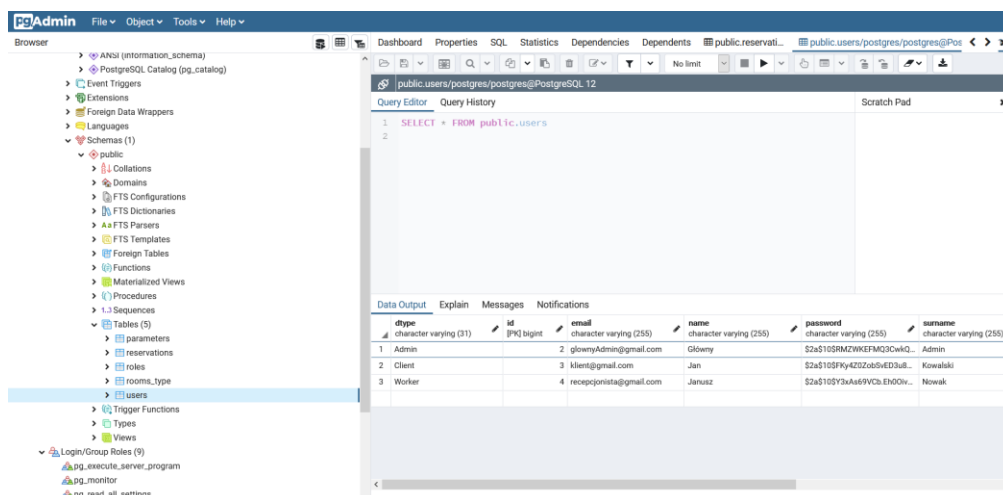 pgAdmin File Object Tools Help
Browser
Dashboard Properties SQL Statistics Dependencies Dependents public.reservati... public.users/postgres/postgres@Pos
ANSI (information_schema)
PostgreSQL Catalog (pg_catalog)
Event Triggers
Extensions
Foreign Data Wrappers
Languages
Schemas (1)
public
Collations
Domains
FTS Configurations
FTS Dictionaries
FTS Parsers
FTS Templates
Foreign Tables
Functions
Materialized Views
Procedures
1..3 Sequences
Tables (5)
parameters
reservations
roles
rooms_type
users
Trigger Functions
Types
Views
Login/Group Roles (9)
pg_execute_server_program
pg_monitor
pg_read_all_settings
No limit
public.users/postgres/postgres@PostgreSQL 12
Query Editor Query History Scratch Pad
1 SELECT * FROM public.users
2
Data Output Explain Messages Notifications
dtype id email name password surname
character varying (31) [PK] bigint character varying (255) character varying (255) character varying (255) character varying (255)
1 Admin 2 glownyAdmin@gmail.com Główny $2a$10$RMZWKEFMQ3CwkQ... Admin
2 Client 3 klient@gmail.com Jan $2a$10$FKy4Z0ZobSvED3u8... Kowalski
3 Worker 4 recepcjonista@gmail.com Janusz $2a$10$Y3xAs69VCb.Eh0Oiv... Nowak